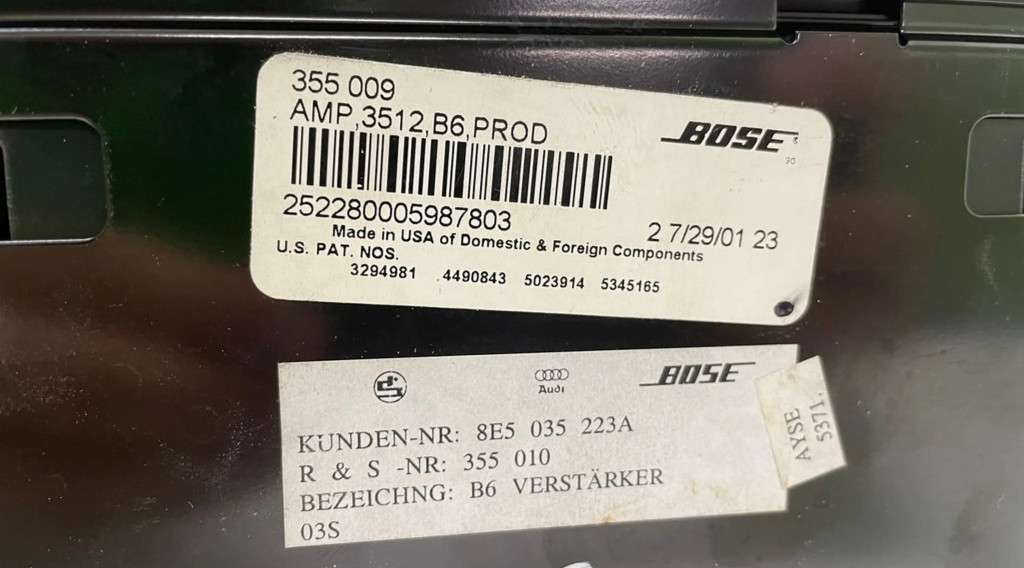 355 009
AMP,3512,B6,PROD
BOSE
252280005987803
2 7/29/01 23
Made in USA of Domestic & Foreign Components
U.S. PAT. NOS.
3294981 4490843 5023914 5345165
Audi
BOSE
KUNDEN-NR: 8E5 035 223A
R & S -NR: 355 010
BEZEICHNG: B6 VERSTÄRKER
03S
AYSE
5371.